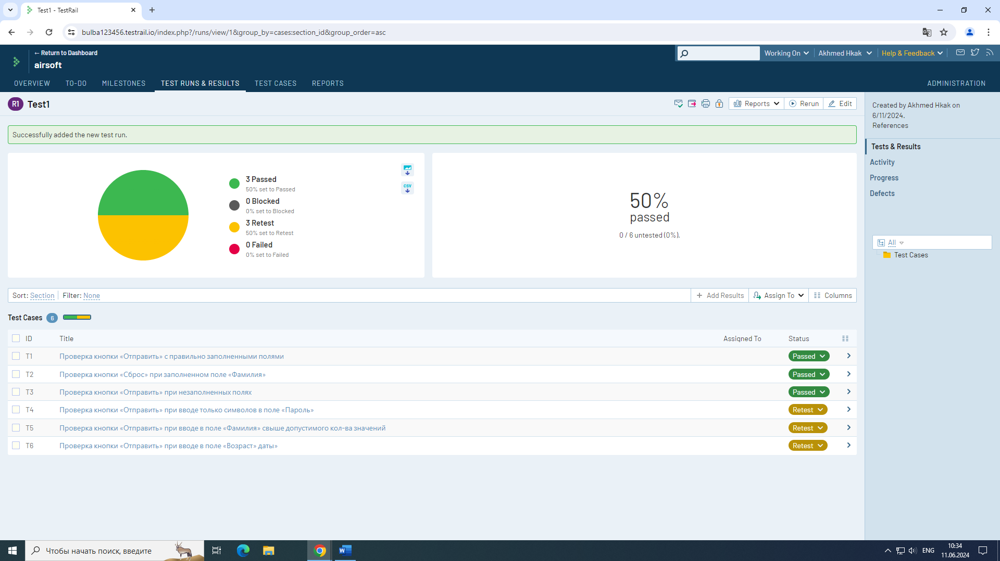 Test1 - TestRail
bulba123456.testrail.io/index.php?/runs/view/1&group_by=cases:section_id&group_order=asc
← Return to Dashboard
airsoft
Working On
Akhmed Hkak
Help & Feedback
OVERVIEW TO-DO MILESTONES TEST RUNS & RESULTS TEST CASES REPORTS ADMINISTRATION
R1 Test1
Reports Rerun Edit
Created by Akhmed Hkak on
6/11/2024.
References
Successfully added the new test run.
Tests & Results
Activity
Progress
Defects
3 Passed
50% set to Passed
0 Blocked
0% set to Blocked
3 Retest
50% set to Retest
0 Failed
0% set to Failed
CSV
50%
passed
0 / 6 untested (0%).
All
Test Cases
Sort: Section Filter: None
Add Results Assign To Columns
Test Cases 6
ID Title Assigned To Status
T1 Проверка кнопки «Отправить» с правильно заполненными полями Passed
T2 Проверка кнопки «Сброс» при заполненном поле «Фамилия» Passed
T3 Проверка кнопки «Отправить» при незаполненных полях Passed
T4 Проверка кнопки «Отправить» при вводе только символов в поле «Пароль» Retest
T5 Проверка кнопки «Отправить» при вводе в поле «Фамилия» свыше допустимого кол-ва значений Retest
T6 Проверка кнопки «Отправить» при вводе в поле «Возраст» даты» Retest
Чтобы начать поиск, введите
ENG
10:34
11.06.2024